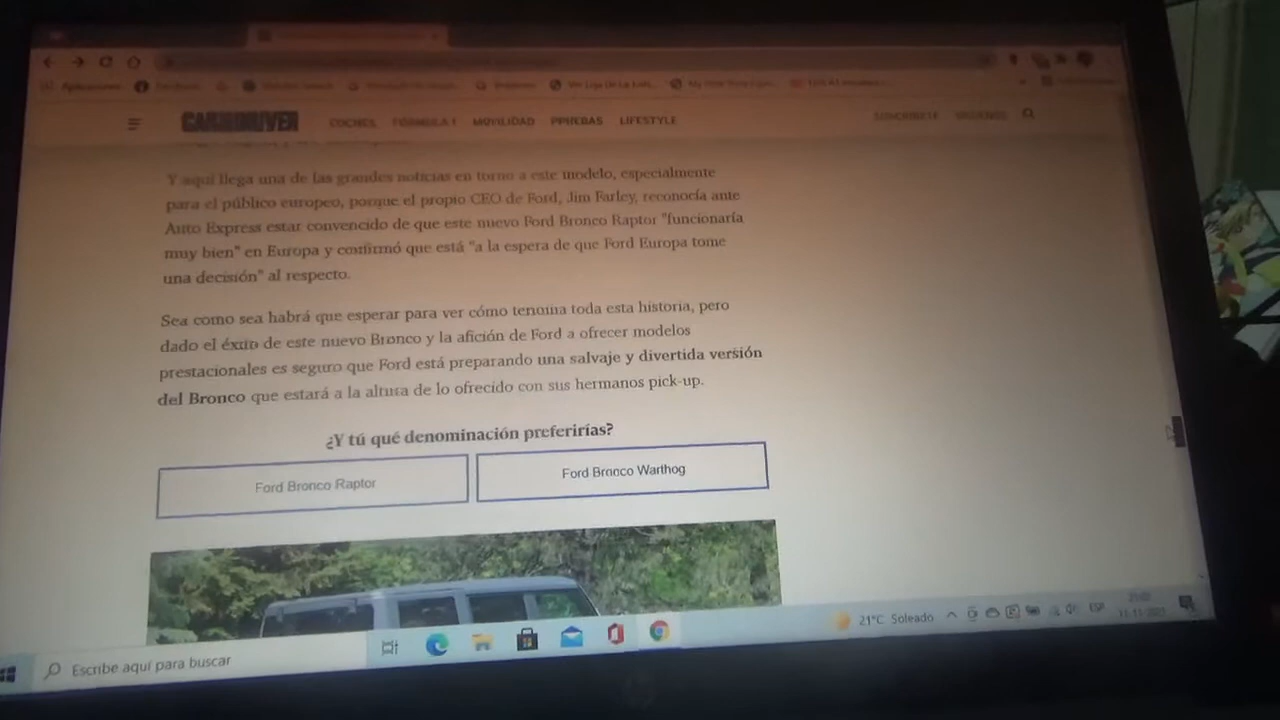 CARANDDRIVER COCHES FÓRMULA 1 MOVILIDAD PRUEBAS LIFESTYLE SUSCRÍBETE SÍGUENOS
Y aquí llega una de las grandes noticias en torno a este modelo, especialmente
para el público europeo, porque el propio CEO de Ford, Jim Farley, reconocía ante
Auto Express estar convencido de que este nuevo Ford Bronco Raptor "funcionaría
muy bien" en Europa y confirmó que está "a la espera de que Ford Europa tome
una decisión" al respecto.
Sea como sea habrá que esperar para ver cómo termina toda esta historia, pero
dado el éxito de este nuevo Bronco y la afición de Ford a ofrecer modelos
prestacionales es seguro que Ford está preparando una salvaje y divertida versión
del Bronco que estará a la altura de lo ofrecido con sus hermanos pick-up.
¿Y tú qué denominación preferirías?
Ford Bronco Raptor
Ford Bronco Warthog
Escribe aquí para buscar
21°C Soleado
ESP